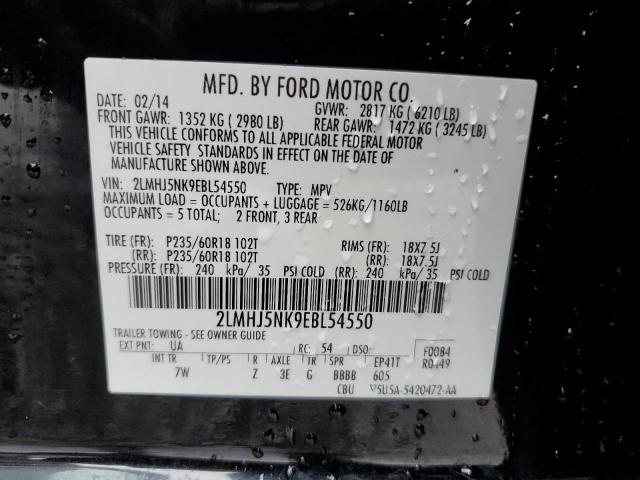 MFD. BY FORD MOTOR CO.
DATE: 02/14 GVWR: 2817 KG ( 6210 LB)
FRONT GAWR: 1352 KG ( 2980 LB) REAR GAWR: 1472 KG ( 3245 LB)
THIS VEHICLE CONFORMS TO ALL APPLICABLE FEDERAL MOTOR
VEHICLE SAFETY STANDARDS IN EFFECT ON THE DATE OF
MANUFACTURE SHOWN ABOVE.
VIN: 2LMHJ5NK9EBL54550 TYPE: MPV
MAXIMUM LOAD = OCCUPANTS + LUGGAGE = 526KG/1160LB
OCCUPANTS = 5 TOTAL; 2 FRONT, 3 REAR
TIRE (FR): P235/60R18 102T RIMS (FR): 18X7.5J
(RR): P235/60R18 102T (RR): 18X7.5J
PRESSURE (FR): 240 kPa/ 35 PSI COLD (RR): 240 kPa/ 35 PSI COLD
2LMHJ5NK9EBL54550
TRAILER TOWING - SEE OWNER GUIDE
EXT PNT: UA RC: 54 DSO: F0084
INT TR TP/PS R AXLE TR SPR EP41T R0449
7W Z 3E G BBBB 605
CBU 5U5A-5420472-AA